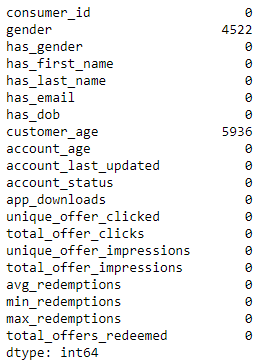 consumer_id 0
gender 4522
has_gender 0
has_first_name 0
has_last_name 0
has_email 0
has_dob 0
customer_age 5936
account_age 0
account_last_updated 0
account_status 0
app_downloads 0
unique_offer_clicked 0
total_offer_clicks 0
unique_offer_impressions 0
total_offer_impressions 0
avg_redemptions 0
min_redemptions 0
max_redemptions 0
total_offers_redeemed 0
dtype: int64